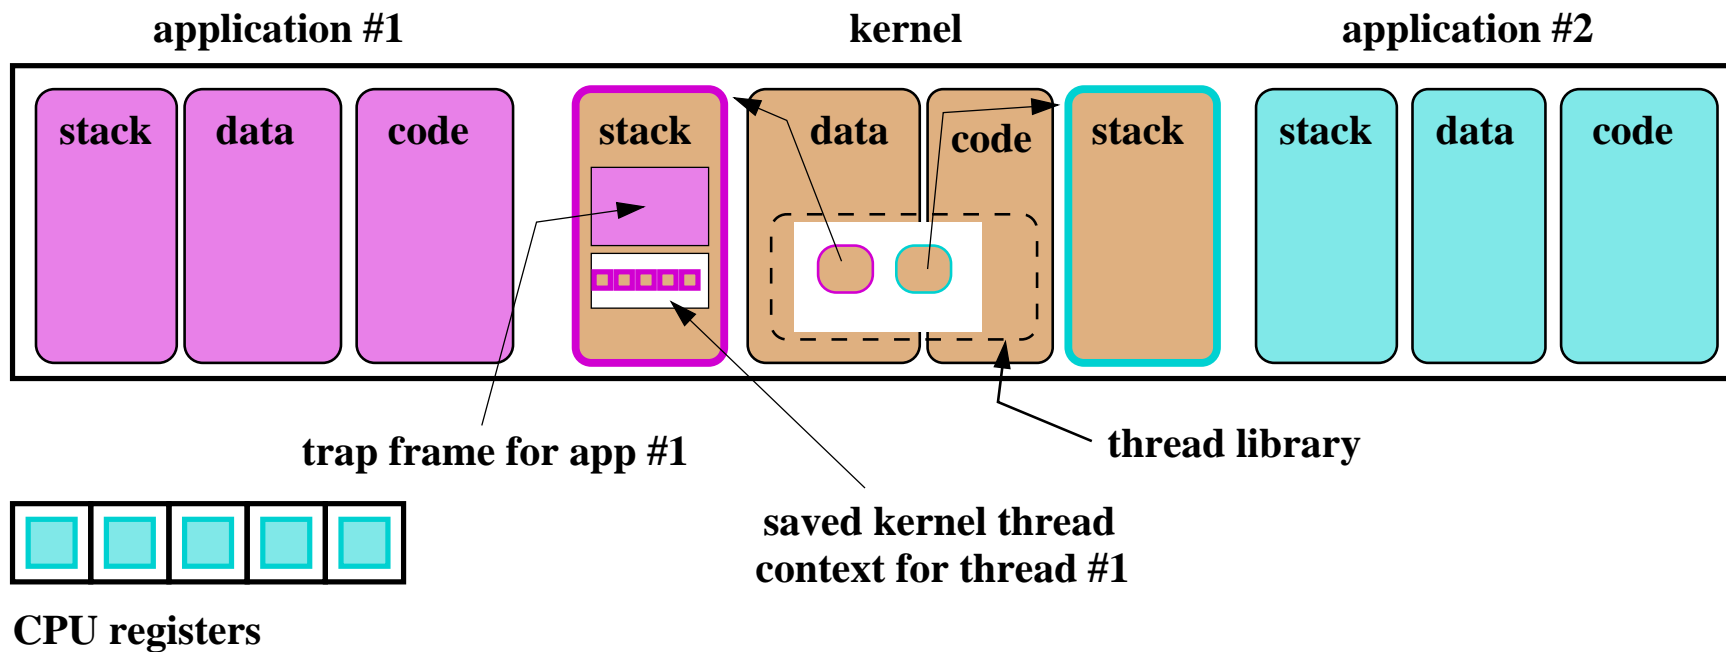 application #1
kernel
application #2
stack
data
code
stack
data
code
stack
stack
data
code
trap frame for app #1
thread library
saved kernel thread
context for thread #1
CPU registers